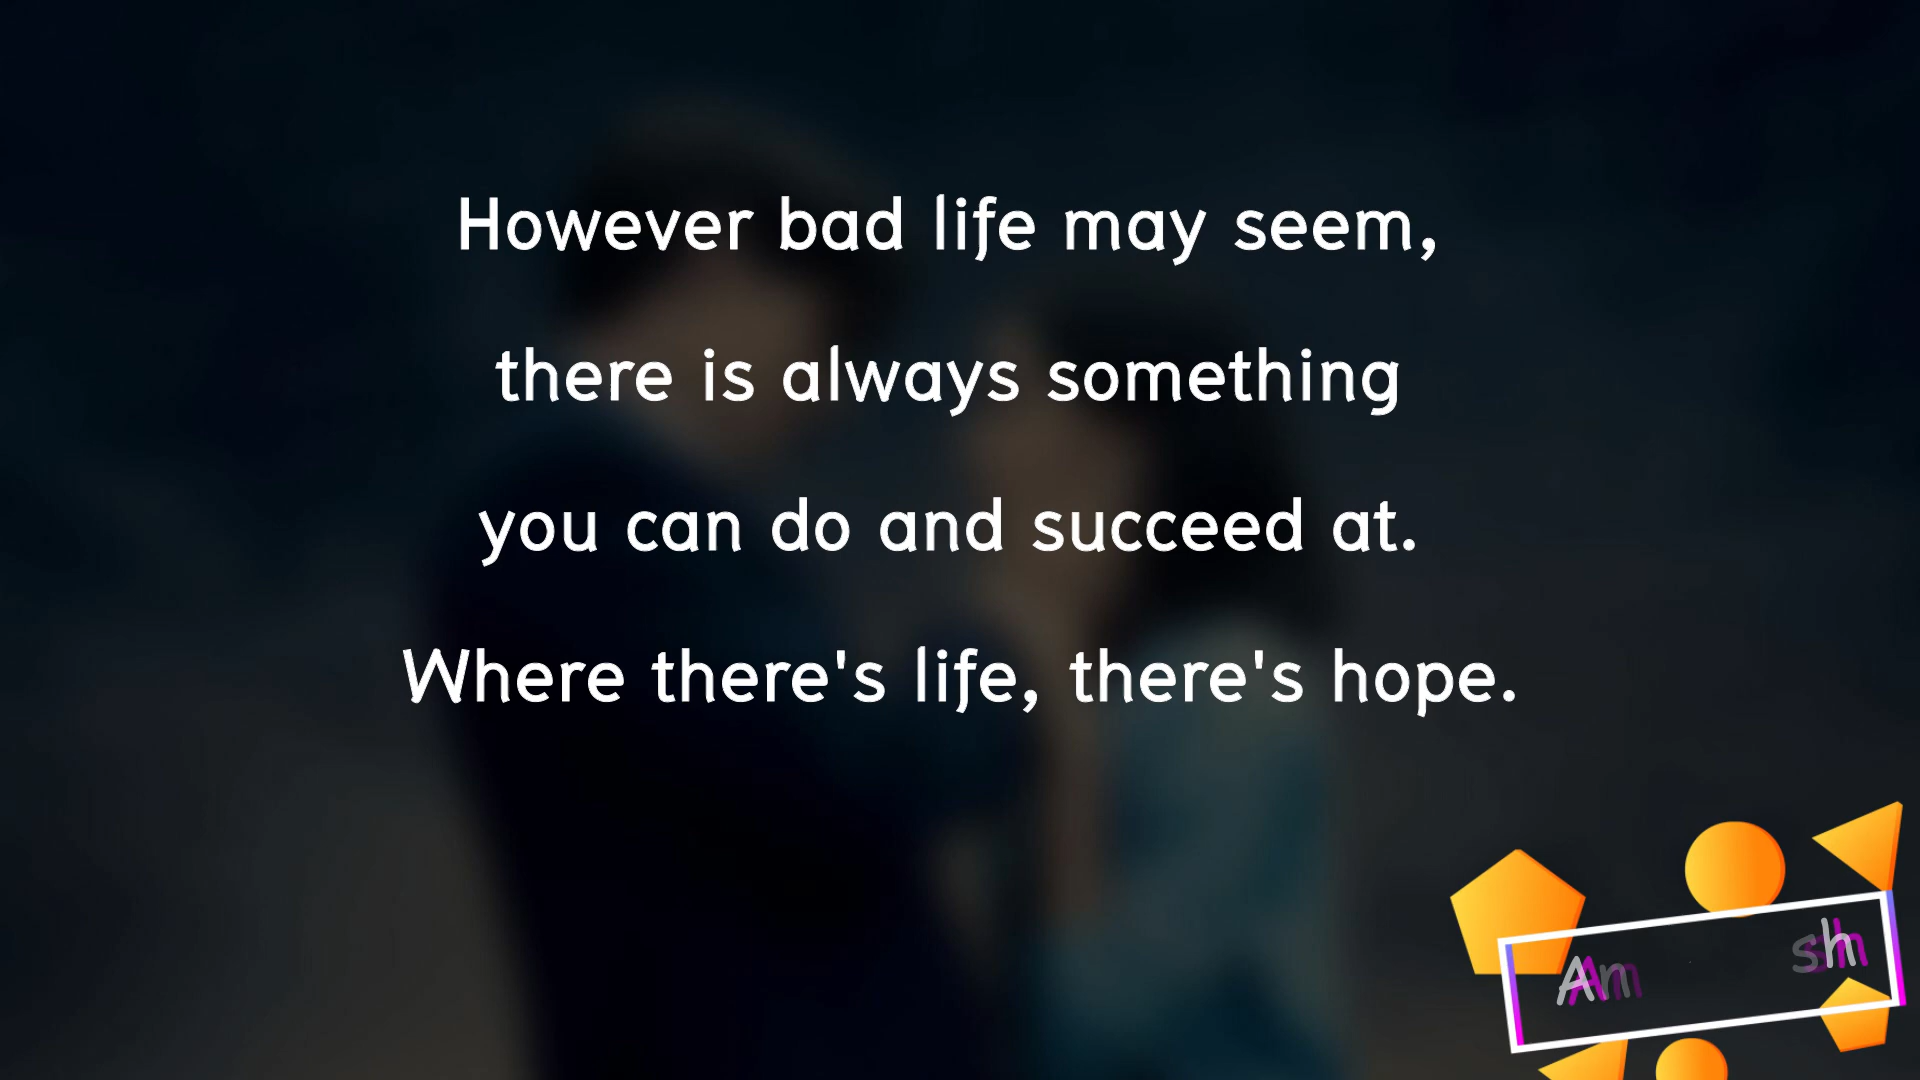 However bad life may seem,
there is always something
you can do and succeed at.
Where there's life, there's hope.